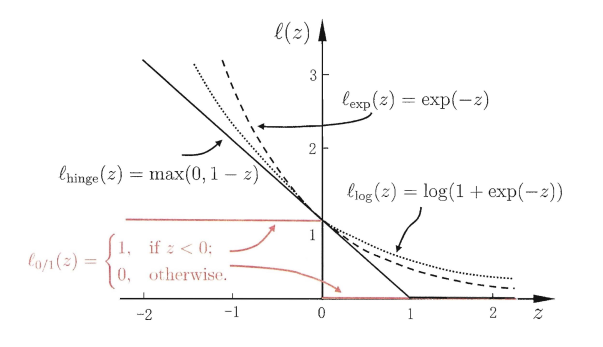 ℓ(z)
3
ℓ_exp(z) = exp(−z)
2
ℓ_hinge(z) = max(0, 1 − z)
ℓ_log(z) = log(1 + exp(−z))
1
ℓ_0/1(z) = { 1, if z < 0;
0, otherwise.
-2 -1 0 1 2 z